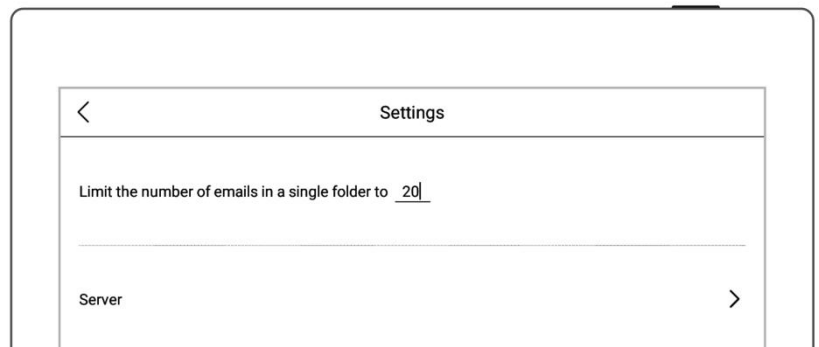 Settings
Limit the number of emails in a single folder to 20
Server